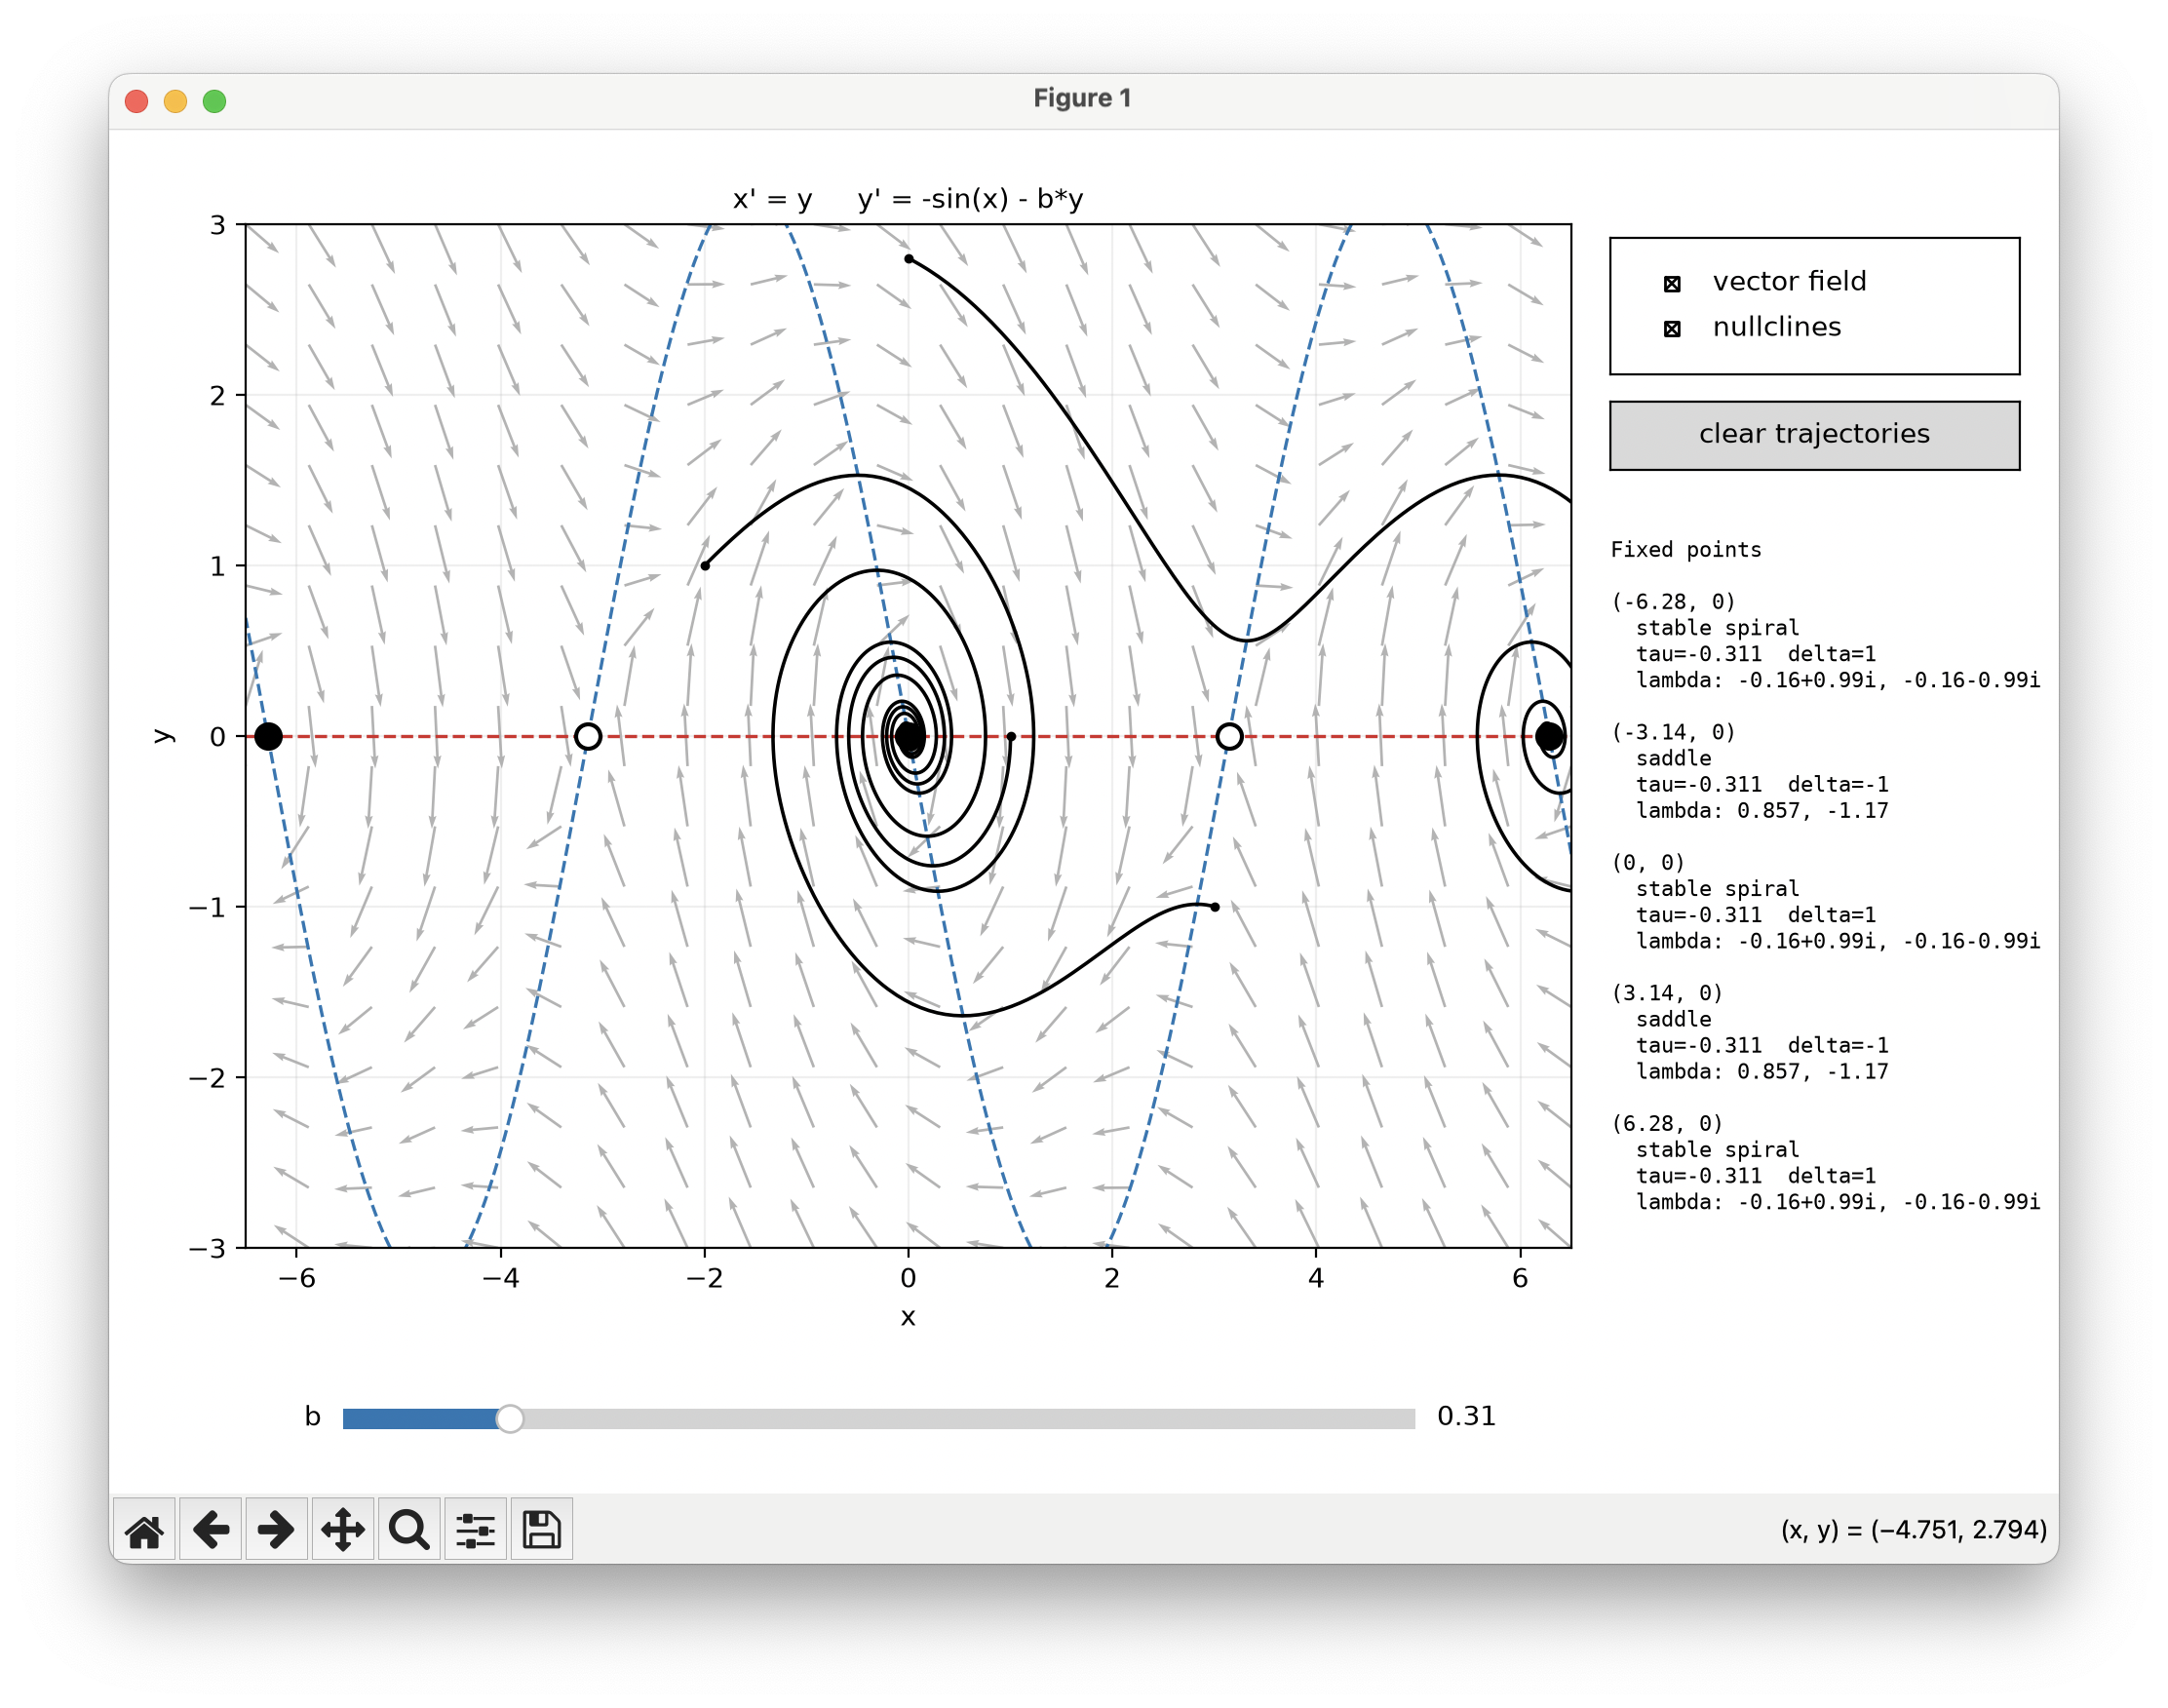 Figure 1
x' = y y' = -sin(x) - b*y
3
2
1
0
−1
−2
−3
y
−6 −4 −2 0 2 4 6
x
vector field
nullclines
clear trajectories
Fixed points
(-6.28, 0)
stable spiral
tau=-0.311 delta=1
lambda: -0.16+0.99i, -0.16-0.99i
(-3.14, 0)
saddle
tau=-0.311 delta=-1
lambda: 0.857, -1.17
(0, 0)
stable spiral
tau=-0.311 delta=1
lambda: -0.16+0.99i, -0.16-0.99i
(3.14, 0)
saddle
tau=-0.311 delta=-1
lambda: 0.857, -1.17
(6.28, 0)
stable spiral
tau=-0.311 delta=1
lambda: -0.16+0.99i, -0.16-0.99i
b 0.31
(x, y) = (−4.751, 2.794)